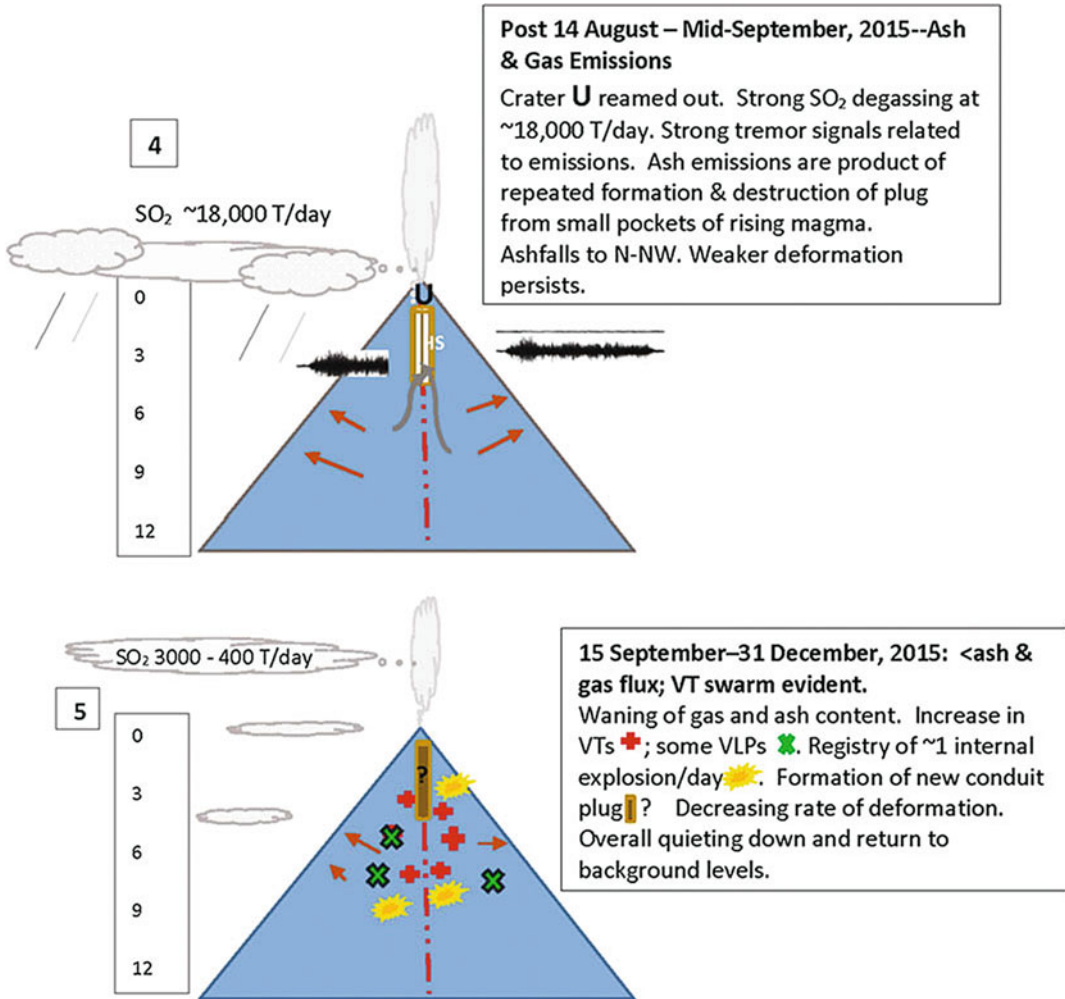 Post 14 August – Mid-September, 2015--Ash
& Gas Emissions
Crater U reamed out. Strong SO₂ degassing at
~18,000 T/day. Strong tremor signals related
to emissions. Ash emissions are product of
repeated formation & destruction of plug
from small pockets of rising magma.
Ashfalls to N-NW. Weaker deformation
persists.
4
SO₂ ~18,000 T/day
U
HS
0
3
6
9
12
SO₂ 3000 - 400 T/day
5
?
0
3
6
9
12
15 September–31 December, 2015: <ash &
gas flux; VT swarm evident.
Waning of gas and ash content. Increase in
VTs ; some VLPs . Registry of ~1 internal
explosion/day . Formation of new conduit
plug ? Decreasing rate of deformation.
Overall quieting down and return to
background levels.